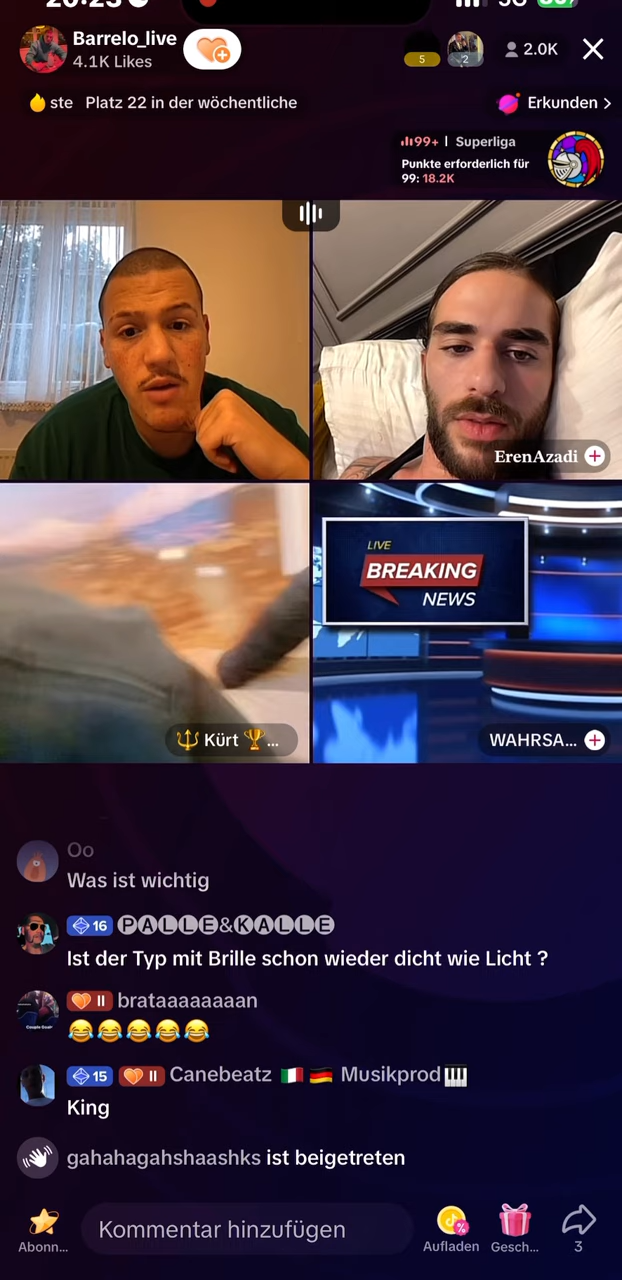 20:23
5G
Barrelo_live
4.1K Likes
5
2
2.0K
ste Platz 22 in der wöchentliche
Erkunden >
99+ | Superliga
Punkte erforderlich für
99: 18.2K
ErenAzadi
LIVE
BREAKING
NEWS
Kürt 🏆...
WAHRSA...
Oo
Was ist wichtig
16 🅟🅐🅛🅛🅔&🅚🅐🅛🅛🅔
Ist der Typ mit Brille schon wieder dicht wie Licht ?
II brataaaaaaaan
😂😂😂😂😂
15 II Canebeatz 🇮🇹🇩🇪 Musikprod🎹
King
gahahagahshaashks ist beigetreten
Kommentar hinzufügen
Abonn...
Aufladen
Gesch...
3